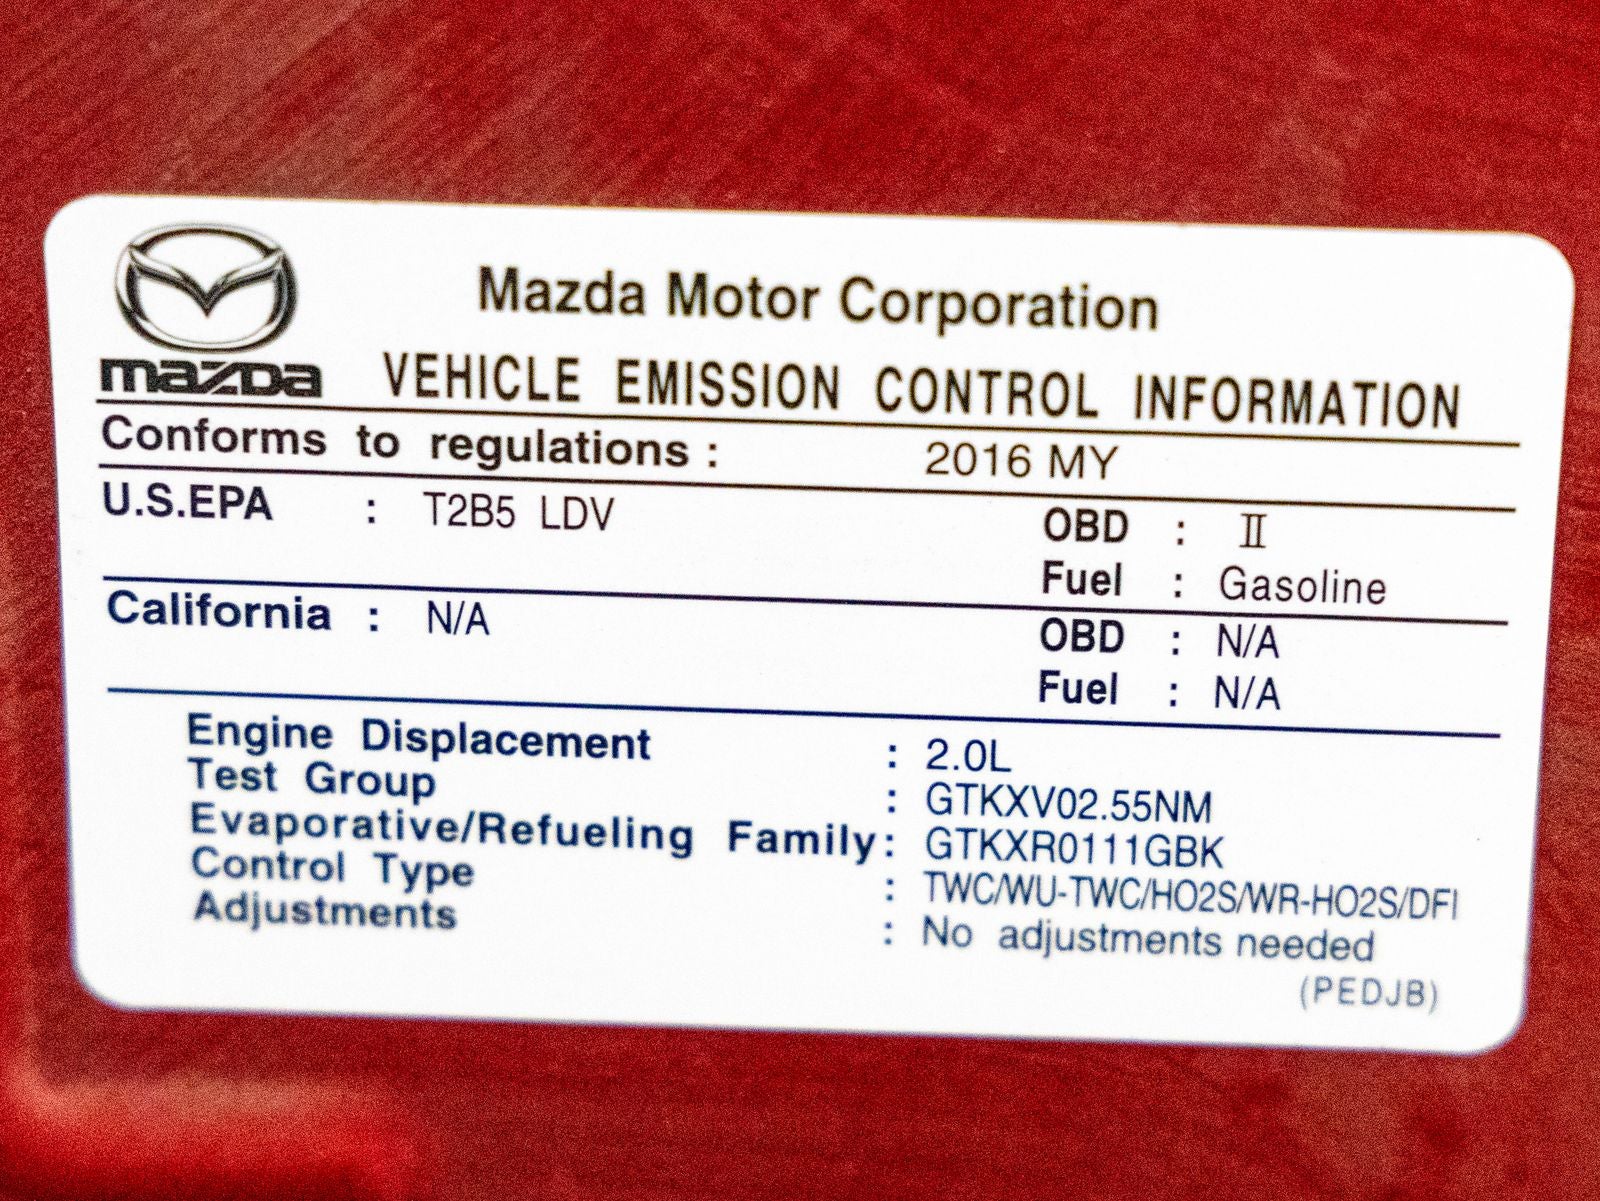 Mazda Motor Corporation
mazda VEHICLE EMISSION CONTROL INFORMATION
Conforms to regulations : 2016 MY
U.S.EPA : T2B5 LDV OBD : II
Fuel : Gasoline
California : N/A OBD : N/A
Fuel : N/A
Engine Displacement : 2.0L
Test Group : GTKXV02.55NM
Evaporative/Refueling Family : GTKXR0111GBK
Control Type : TWC/WU-TWC/HO2S/WR-HO2S/DFI
Adjustments : No adjustments needed
(PEDJB)